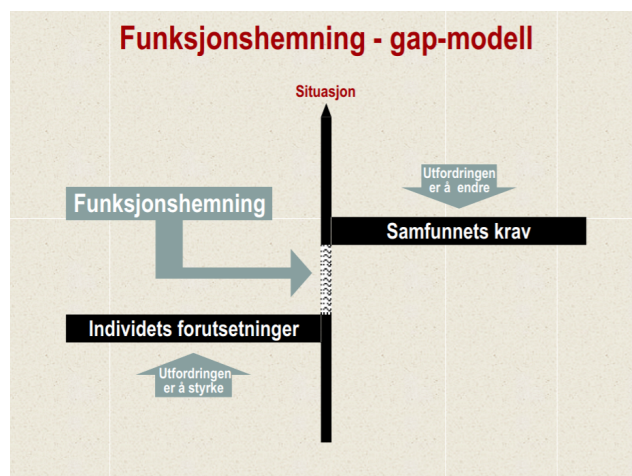 Funksjonshemning - gap-modell
Situasjon
Utfordringen
er å endre
Funksjonshemning
Samfunnets krav
Individets forutsetninger
Utfordringen
er å styrke